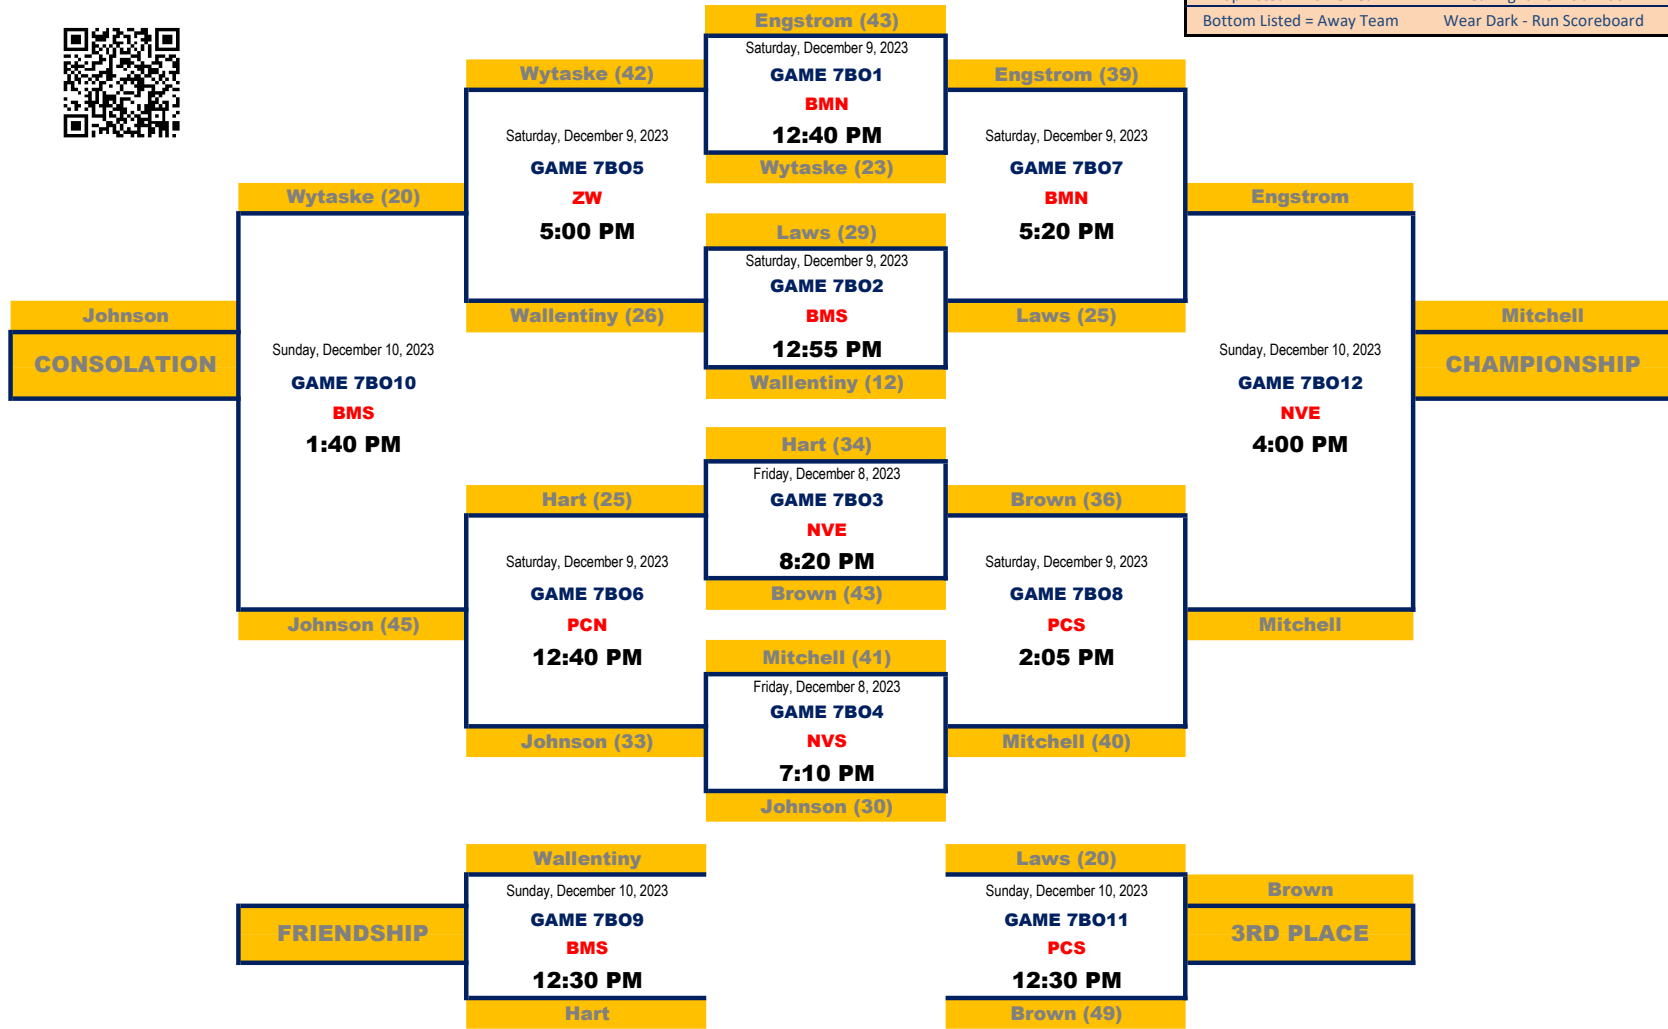 Bottom Listed = Away Team Wear Dark - Run Scoreboard
Engstrom (43)
Saturday, December 9, 2023
GAME 7BO1
BMN
12:40 PM
Wytaske (23)
Wytaske (42)
Saturday, December 9, 2023
GAME 7BO5
ZW
5:00 PM
Wallentiny (26)
Engstrom (39)
Saturday, December 9, 2023
GAME 7BO7
BMN
5:20 PM
Laws (25)
Laws (29)
Saturday, December 9, 2023
GAME 7BO2
BMS
12:55 PM
Wallentiny (12)
Wytaske (20)
Sunday, December 10, 2023
GAME 7BO10
BMS
1:40 PM
Johnson (45)
Johnson
CONSOLATION
Engstrom
Sunday, December 10, 2023
GAME 7BO12
NVE
4:00 PM
Mitchell
Mitchell
CHAMPIONSHIP
Hart (34)
Friday, December 8, 2023
GAME 7BO3
NVE
8:20 PM
Brown (43)
Hart (25)
Saturday, December 9, 2023
GAME 7BO6
PCN
12:40 PM
Johnson (33)
Brown (36)
Saturday, December 9, 2023
GAME 7BO8
PCS
2:05 PM
Mitchell (40)
Mitchell (41)
Friday, December 8, 2023
GAME 7BO4
NVS
7:10 PM
Johnson (30)
Wallentiny
Sunday, December 10, 2023
GAME 7BO9
BMS
12:30 PM
Hart
FRIENDSHIP
Laws (20)
Sunday, December 10, 2023
GAME 7BO11
PCS
12:30 PM
Brown (49)
Brown
3RD PLACE